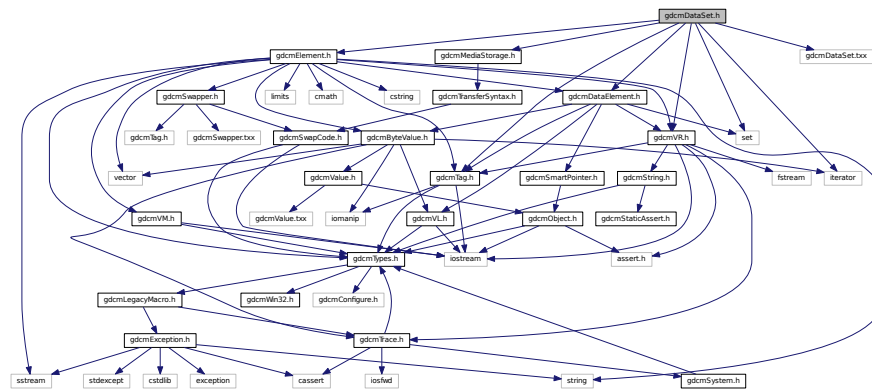 gdcmDataSet.h
gdcmElement.h
gdcmMediaStorage.h
gdcmDataSet.txx
gdcmSwapper.h
limits
cmath
cstring
gdcmTransferSyntax.h
gdcmDataElement.h
gdcmTag.h
gdcmSwapper.txx
gdcmSwapCode.h
gdcmByteValue.h
gdcmVR.h
set
vector
gdcmValue.h
gdcmTag.h
gdcmSmartPointer.h
gdcmString.h
fstream
iterator
gdcmVM.h
gdcmValue.txx
iomanip
gdcmVL.h
gdcmObject.h
gdcmStaticAssert.h
gdcmTypes.h
iostream
assert.h
gdcmLegacyMacro.h
gdcmWin32.h
gdcmConfigure.h
gdcmException.h
gdcmTrace.h
sstream
stdexcept
cstdlib
exception
cassert
iosfwd
string
gdcmSystem.h